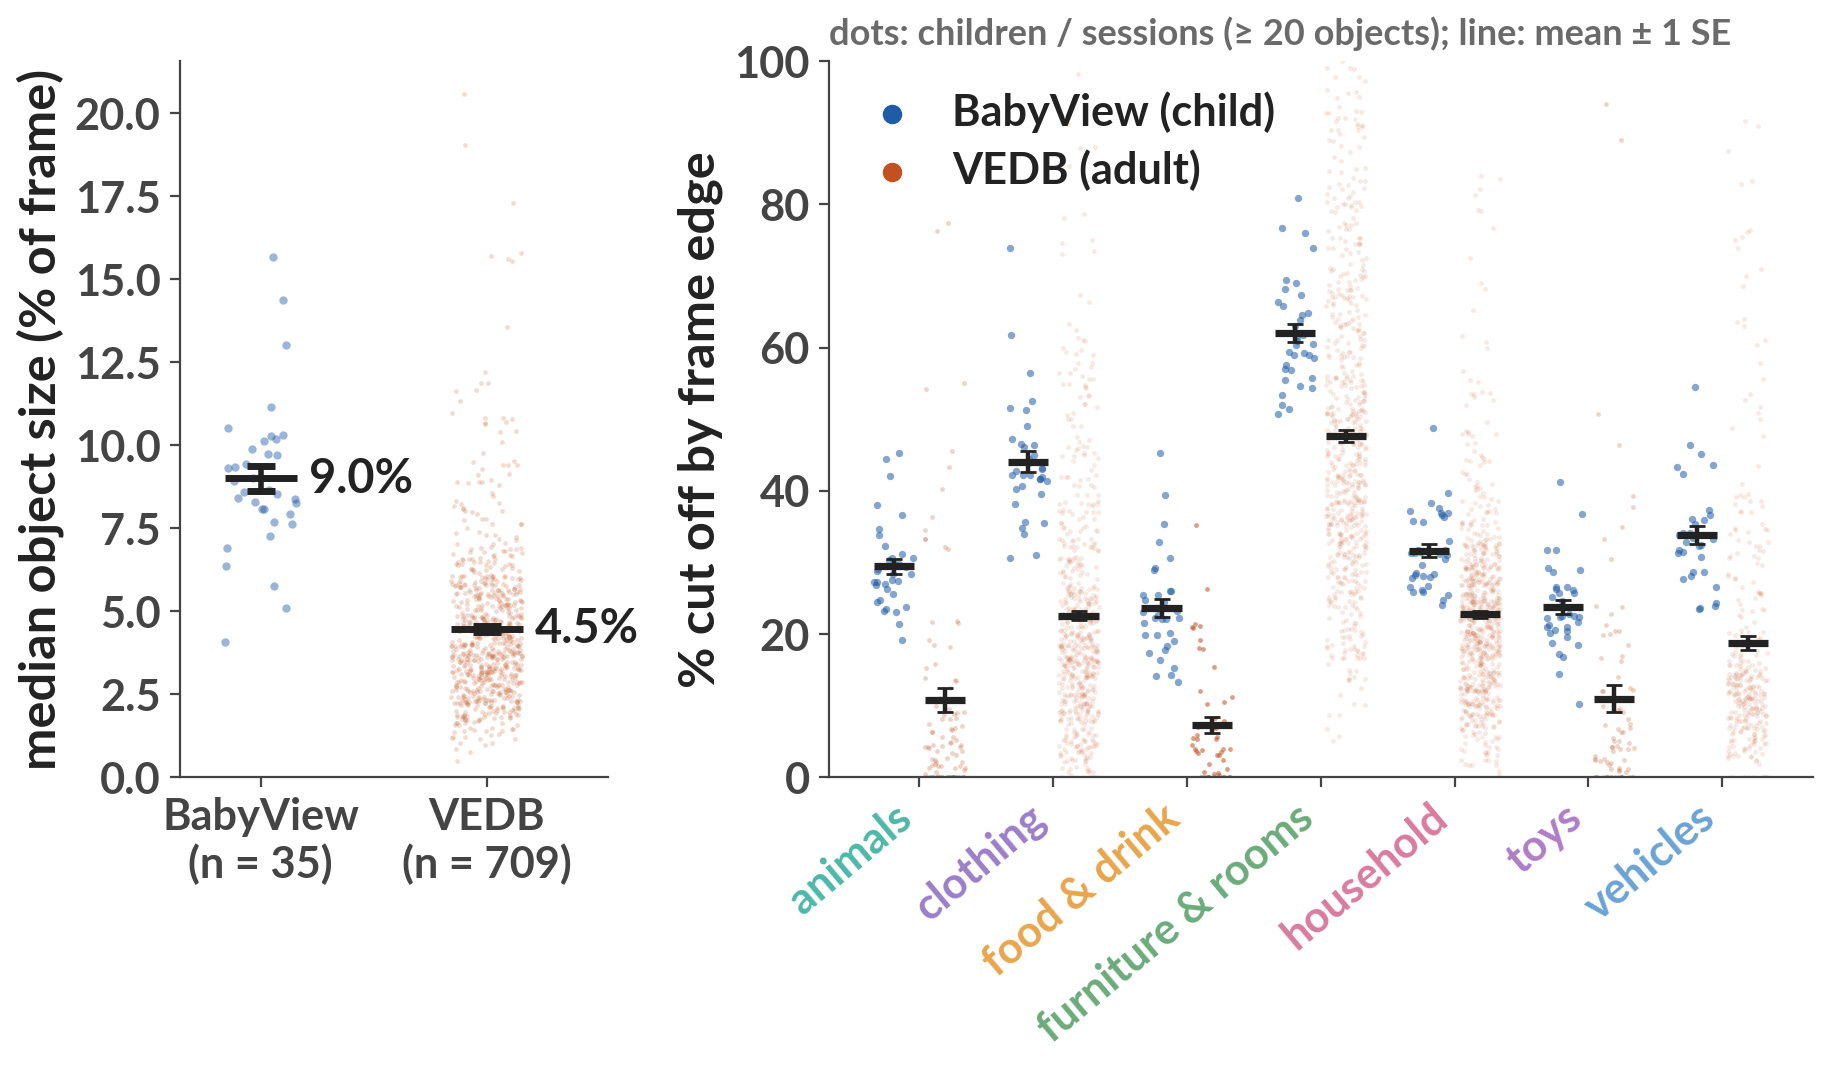 dots: children / sessions (≥ 20 objects); line: mean ± 1 SE
median object size (% of frame)
20.0
17.5
15.0
12.5
10.0
7.5
5.0
2.5
0.0
9.0%
4.5%
BabyView
(n = 35)
VEDB
(n = 709)
% cut off by frame edge
100
80
60
40
20
0
BabyView (child)
VEDB (adult)
animals
clothing
food & drink
furniture & rooms
household
toys
vehicles